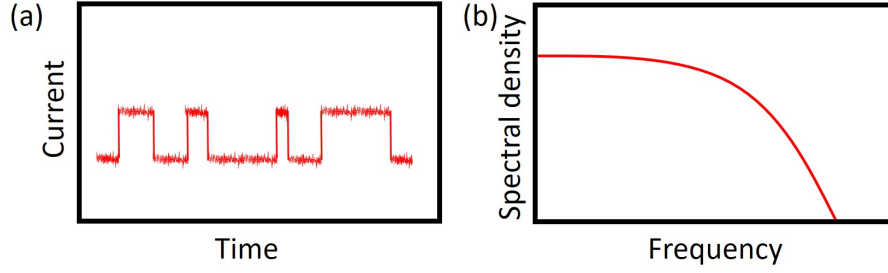 (a)
Current
Time
(b)
Spectral density
Frequency